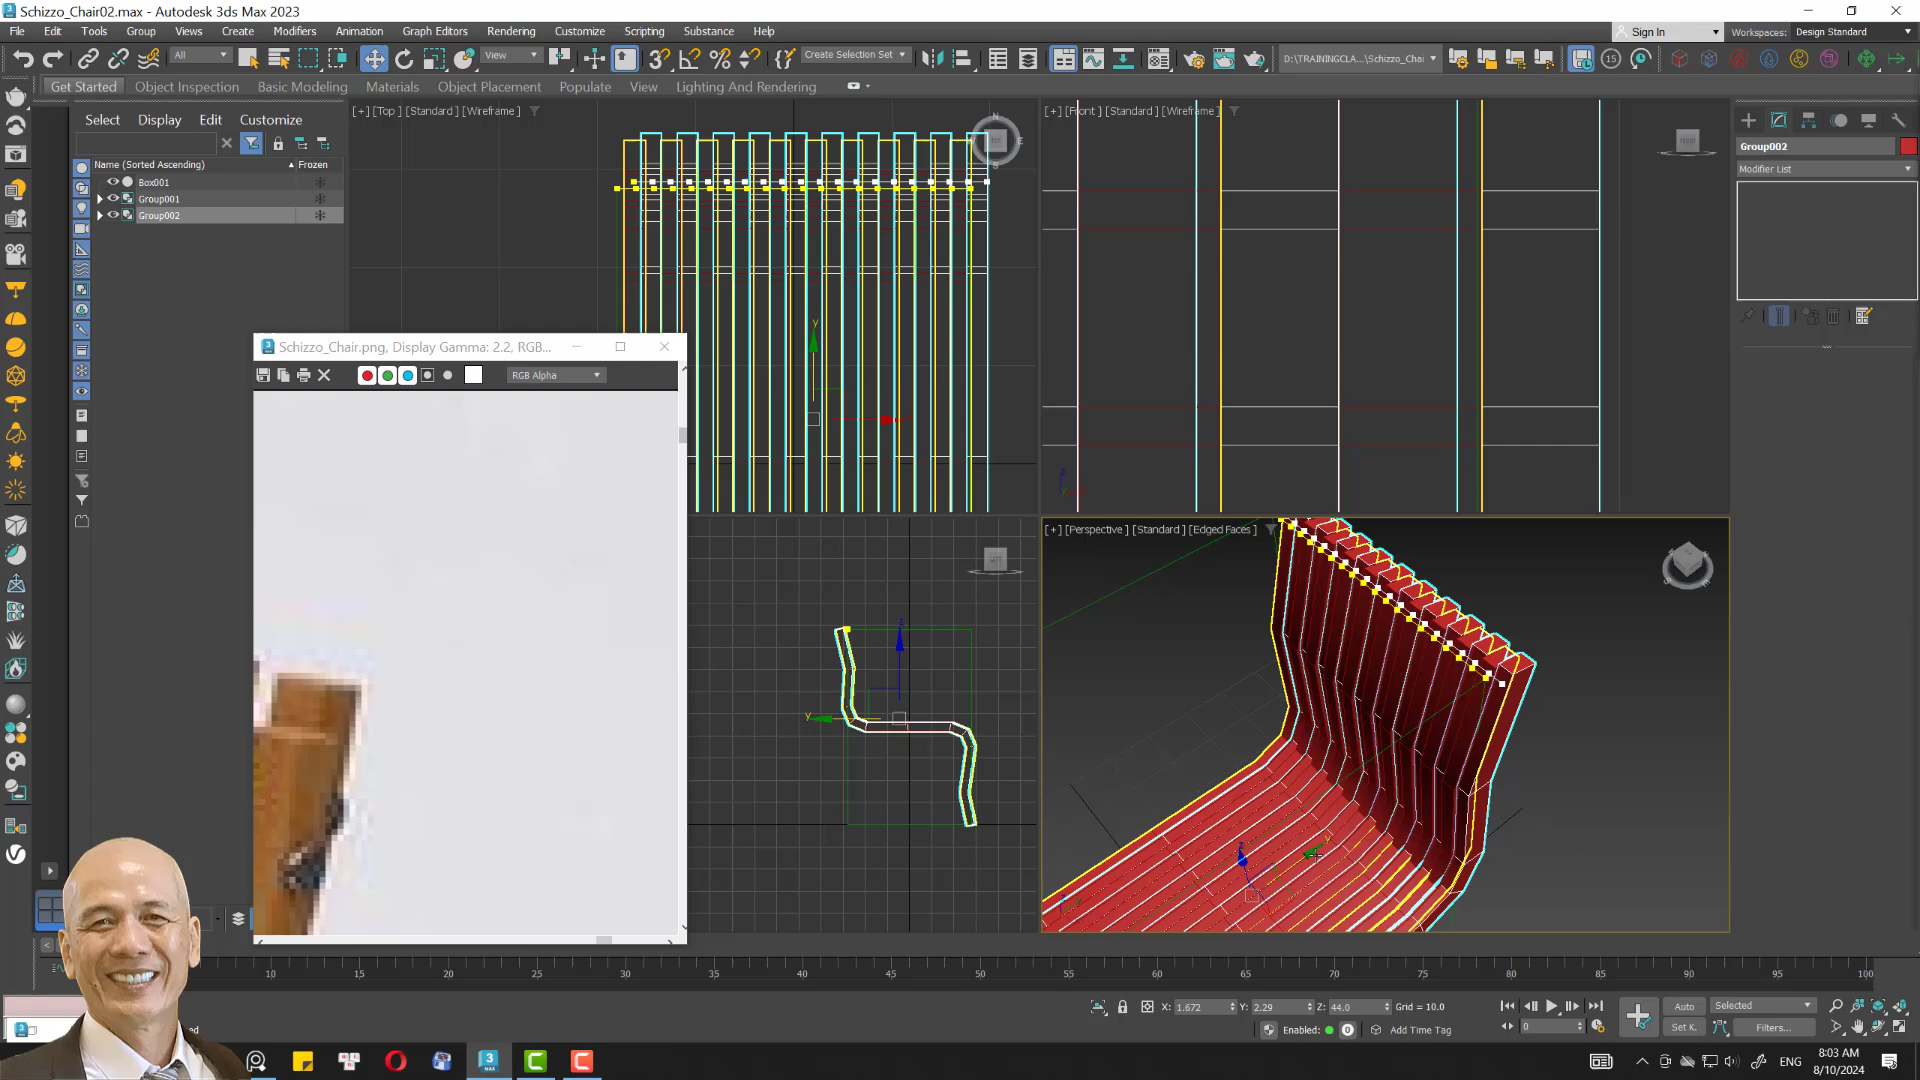 Schizzo_Chair02.max - Autodesk 3ds Max 2023
File Edit Tools Group Views Create Modifiers Animation Graph Editors Rendering Customize Scripting Substance Help
Sign In
Workspaces: Design Standard
All
View
Create Selection Set
D:\TRAININGCLA...\Schizzo_Chai
15
Get Started Object Inspection Basic Modeling Materials Object Placement Populate View Lighting And Rendering
Select Display Edit Customize
Name (Sorted Ascending)
Frozen
Box001
Group001
Group002
[+] [Top ] [Standard ] [Wireframe ]
[+] [Front ] [Standard ] [Wireframe ]
Group002
Modifier List
Schizzo_Chair.png, Display Gamma: 2.2, RGB...
RGB Alpha
[+] [Perspective ] [Standard ] [Edged Faces ]
10 20 25 30 35 40 45 50 55 60 65 70 75 80 85 90 95 100
X: 1.672 Y: 2.29 Z: 44.0 Grid = 10.0
Enabled: 0 Add Time Tag
0
Auto
Selected
Set K.
Filters...
ENG
8:03 AM
8/10/2024